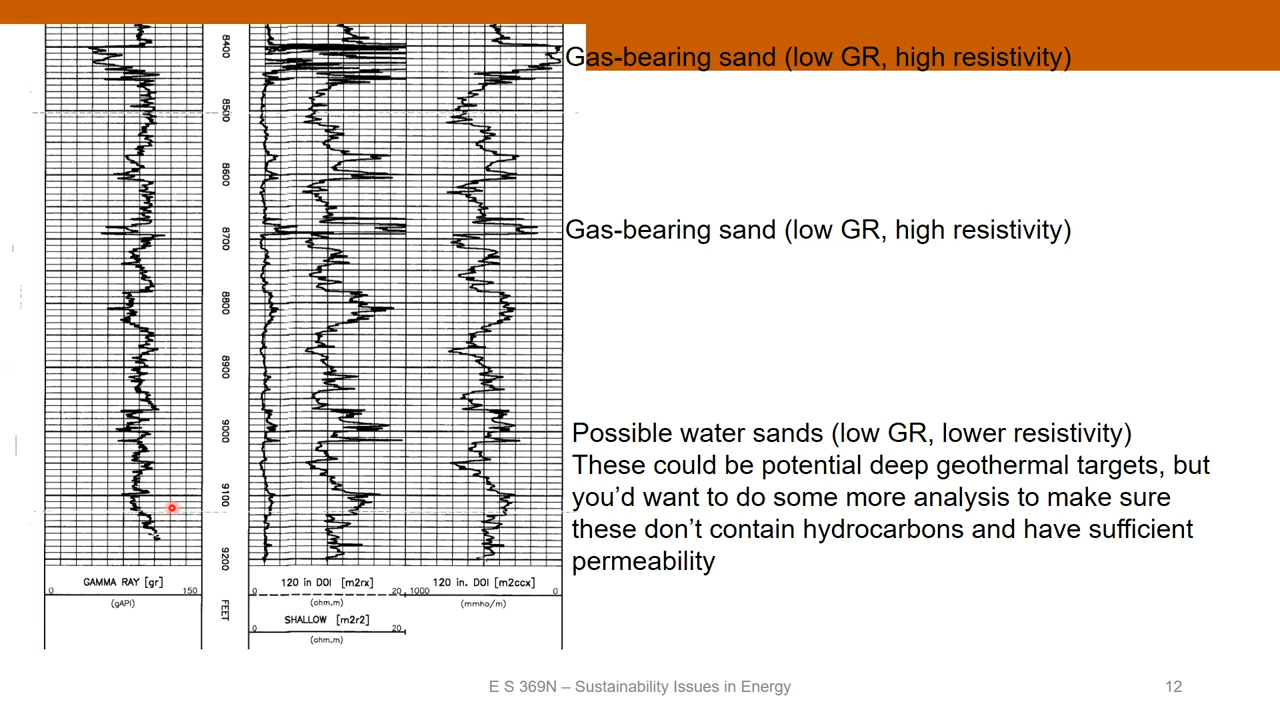 Gas-bearing sand (low GR, high resistivity)
8400
8500
8600
Gas-bearing sand (low GR, high resistivity)
8700
8800
8900
9000
Possible water sands (low GR, lower resistivity)
These could be potential deep geothermal targets, but
you’d want to do some more analysis to make sure
these don’t contain hydrocarbons and have sufficient
permeability
9100
9200
GAMMA RAY [gr]
0 150
(gAPI)
FEET
120 in DOI [m2rx]
0 20
(ohm.m)
SHALLOW [m2r2]
0 20
(ohm.m)
120 in. DOI [m2ccx]
1000 0
(mmho/m)
E S 369N – Sustainability Issues in Energy
12